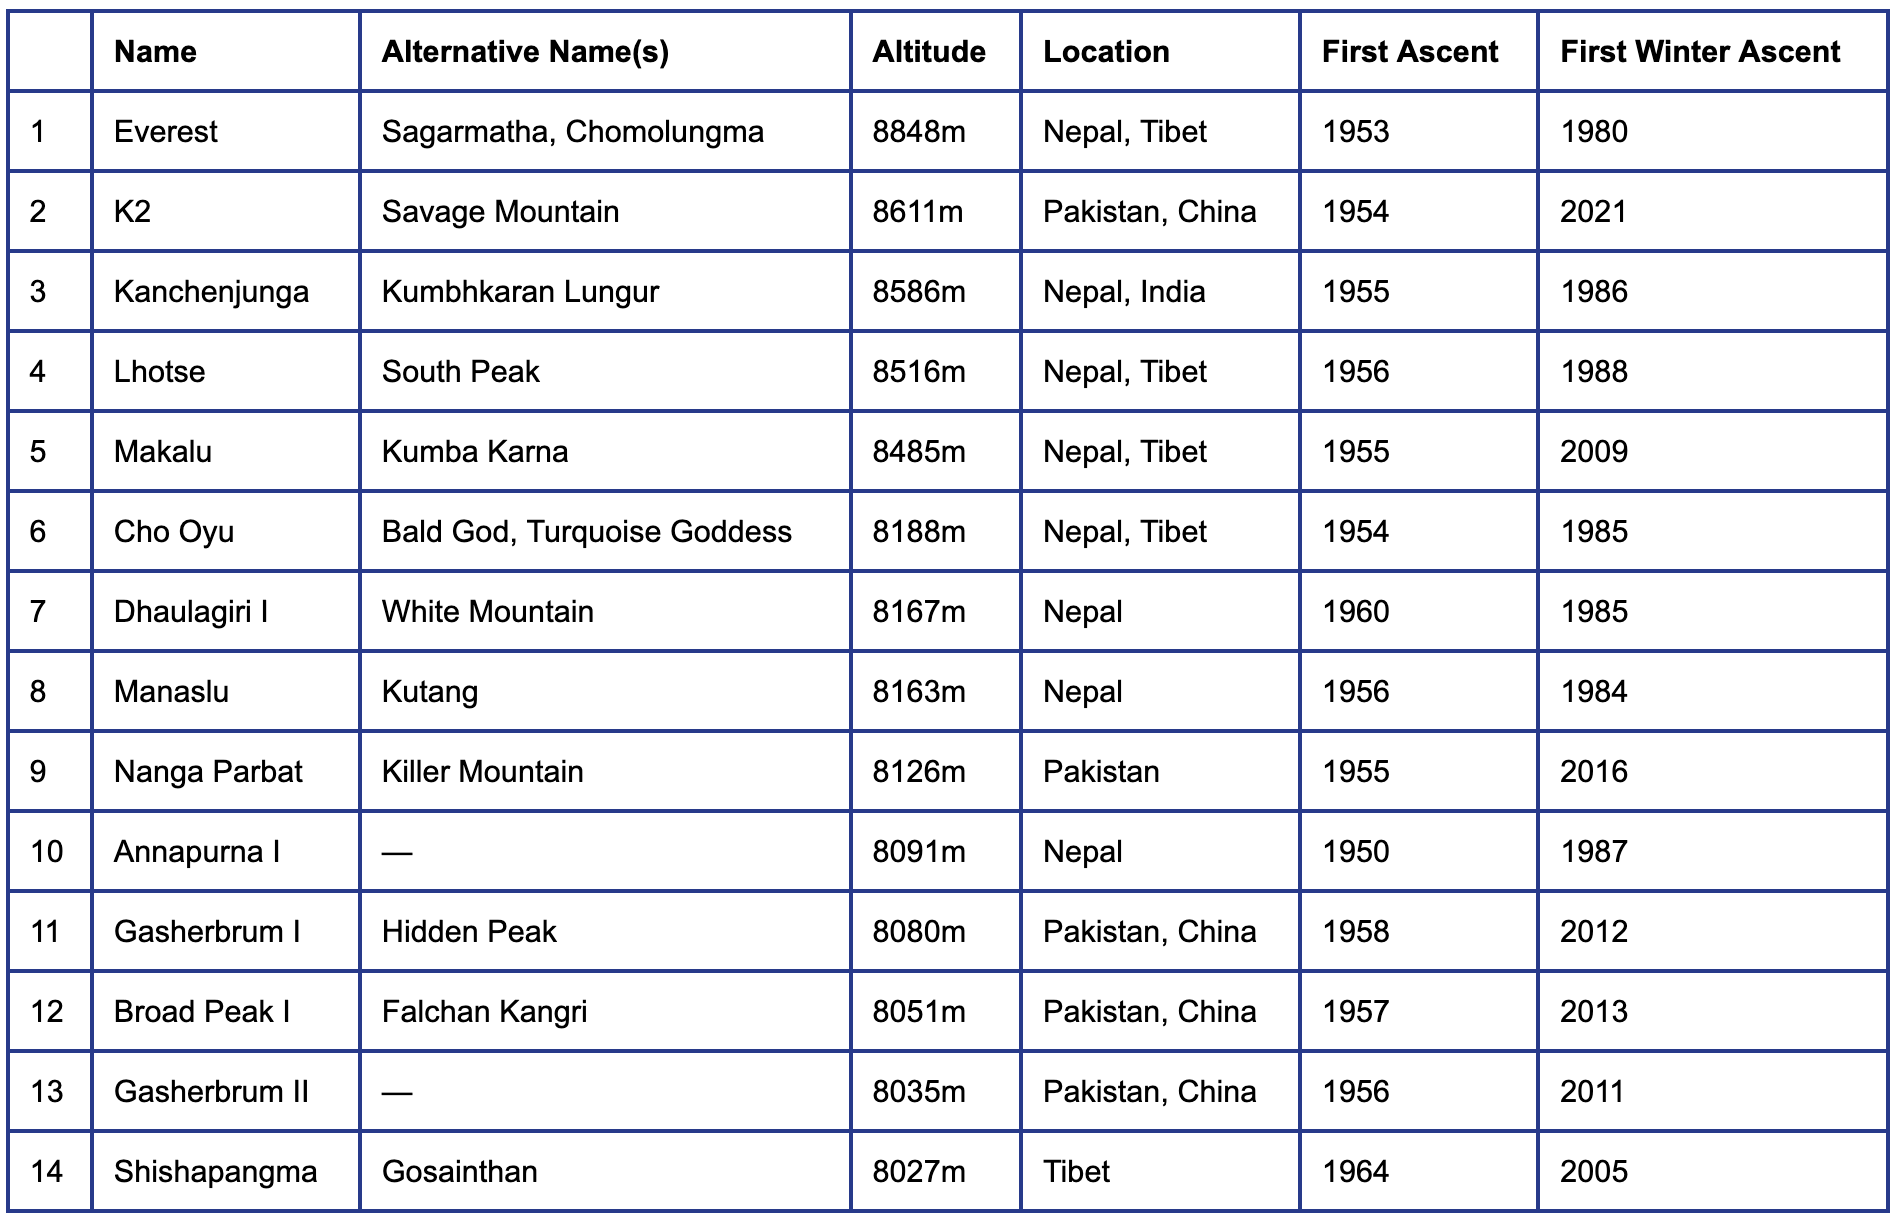 Name Alternative Name(s) Altitude Location First Ascent First Winter Ascent
1 Everest Sagarmatha, Chomolungma 8848m Nepal, Tibet 1953 1980
2 K2 Savage Mountain 8611m Pakistan, China 1954 2021
3 Kanchenjunga Kumbhkaran Lungur 8586m Nepal, India 1955 1986
4 Lhotse South Peak 8516m Nepal, Tibet 1956 1988
5 Makalu Kumba Karna 8485m Nepal, Tibet 1955 2009
6 Cho Oyu Bald God, Turquoise Goddess 8188m Nepal, Tibet 1954 1985
7 Dhaulagiri I White Mountain 8167m Nepal 1960 1985
8 Manaslu Kutang 8163m Nepal 1956 1984
9 Nanga Parbat Killer Mountain 8126m Pakistan 1955 2016
10 Annapurna I — 8091m Nepal 1950 1987
11 Gasherbrum I Hidden Peak 8080m Pakistan, China 1958 2012
12 Broad Peak I Falchan Kangri 8051m Pakistan, China 1957 2013
13 Gasherbrum II — 8035m Pakistan, China 1956 2011
14 Shishapangma Gosainthan 8027m Tibet 1964 2005